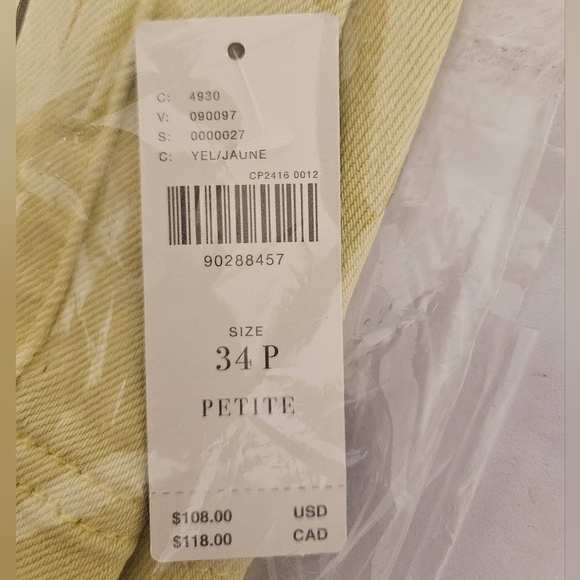 C: 4930
V: 090097
S: 0000027
C: YEL/JAUNE
CP2416 0012
90288457
SIZE
34 P
PETITE
$108.00 USD
$118.00 CAD